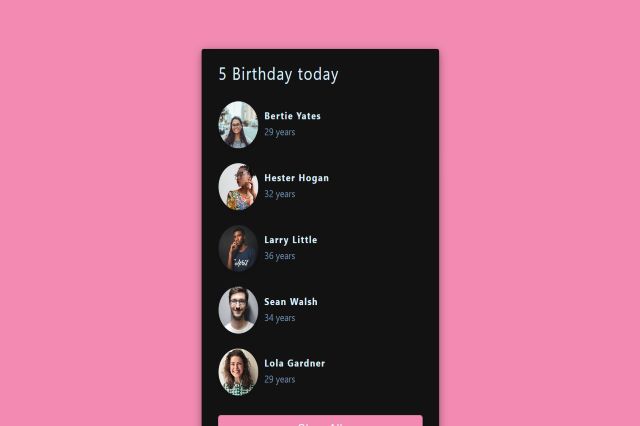 5 Birthday today
Bertie Yates
29 years
Hester Hogan
32 years
Larry Little
36 years
Sean Walsh
34 years
Lola Gardner
29 years